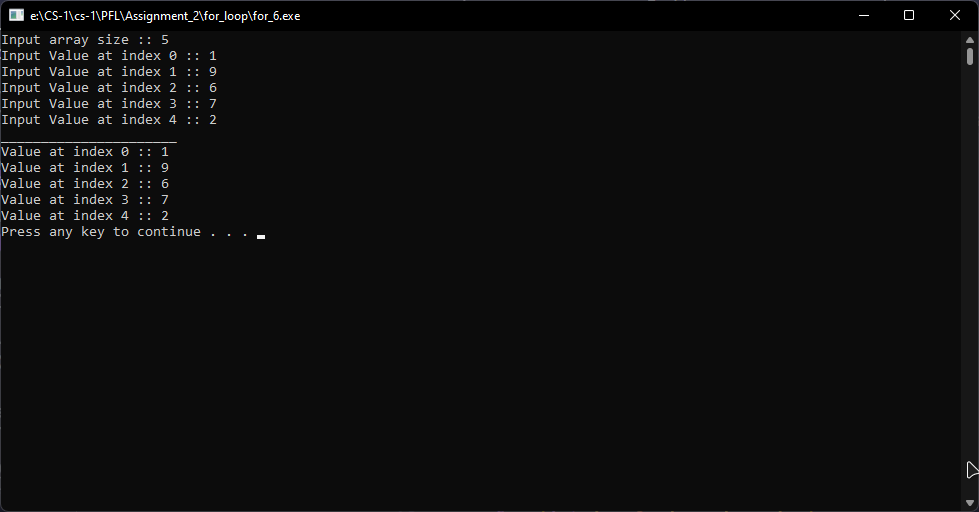 e:\CS-1\cs-1\PFL\Assignment_2\for_loop\for_6.exe
Input array size :: 5
Input Value at index 0 :: 1
Input Value at index 1 :: 9
Input Value at index 2 :: 6
Input Value at index 3 :: 7
Input Value at index 4 :: 2
______________________
Value at index 0 :: 1
Value at index 1 :: 9
Value at index 2 :: 6
Value at index 3 :: 7
Value at index 4 :: 2
Press any key to continue . . .